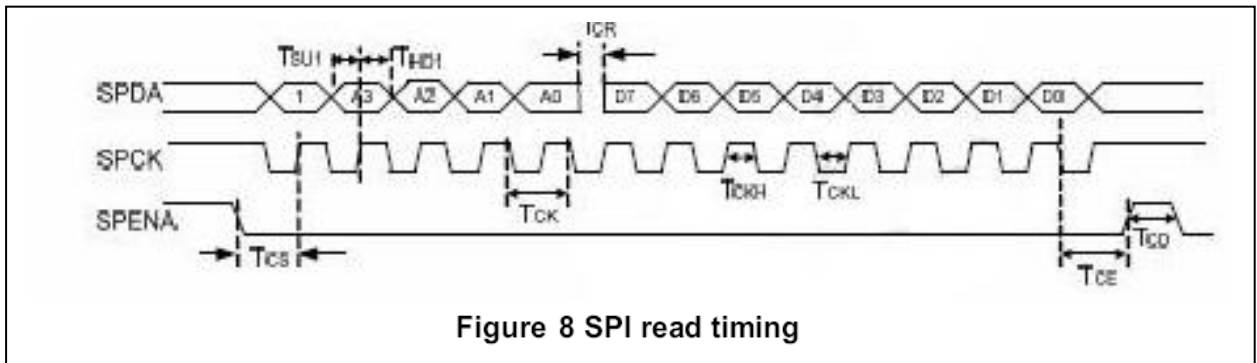 TCR
TSU1 THD1
SPDA 1 A3 A2 A1 A0 D7 D6 D5 D4 D3 D2 D1 D0
SPCK
TCKH TCKL
TCK
SPENA
TCS TCD
TCE
Figure 8 SPI read timing